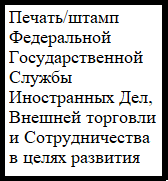 Печать/штамп
Федеральной
Государственной
Службы
Иностранных Дел,
Внешней торговли
и Сотрудничества
в целях развития